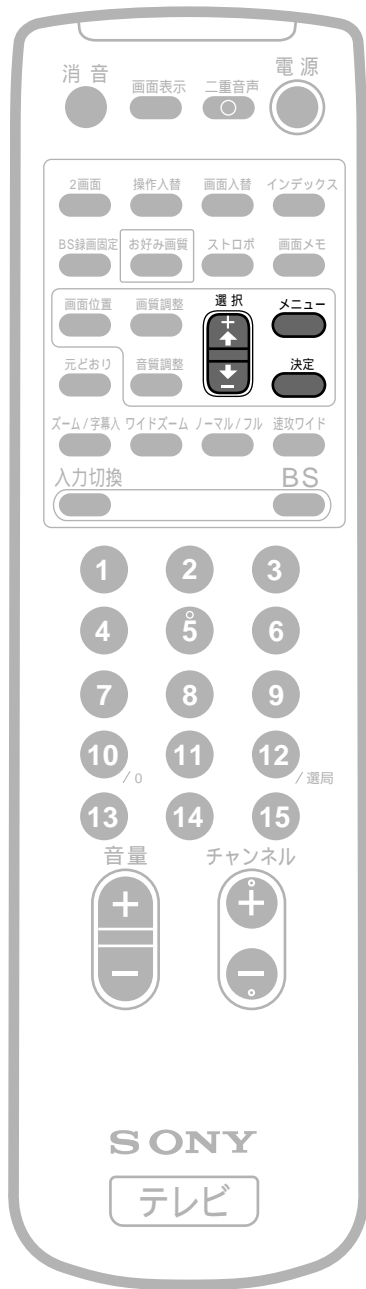 消音 画面表示 二重音声 電源
2画面 操作入替 画面入替 インデックス
BS録画固定 お好み画質 ストロボ 画面メモ
画面位置 画質調整 選択 メニュー
+
元どおり 音質調整 決定
−
ズーム/字幕入 ワイドズーム ノーマル/フル 速攻ワイド
入力切換 BS
1 2 3
4 5 6
7 8 9
10/0 11 12/選局
13 14 15
音量 チャンネル
+ +
− −
SONY
テレビ